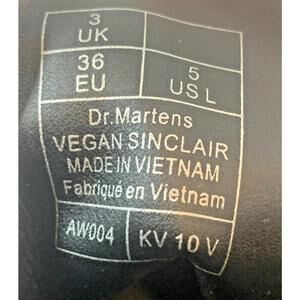 3
UK
36
EU
5
US L
Dr.Martens
VEGAN SINCLAIR
MADE IN VIETNAM
Fabriqué en Vietnam
AW004
KV 10 V